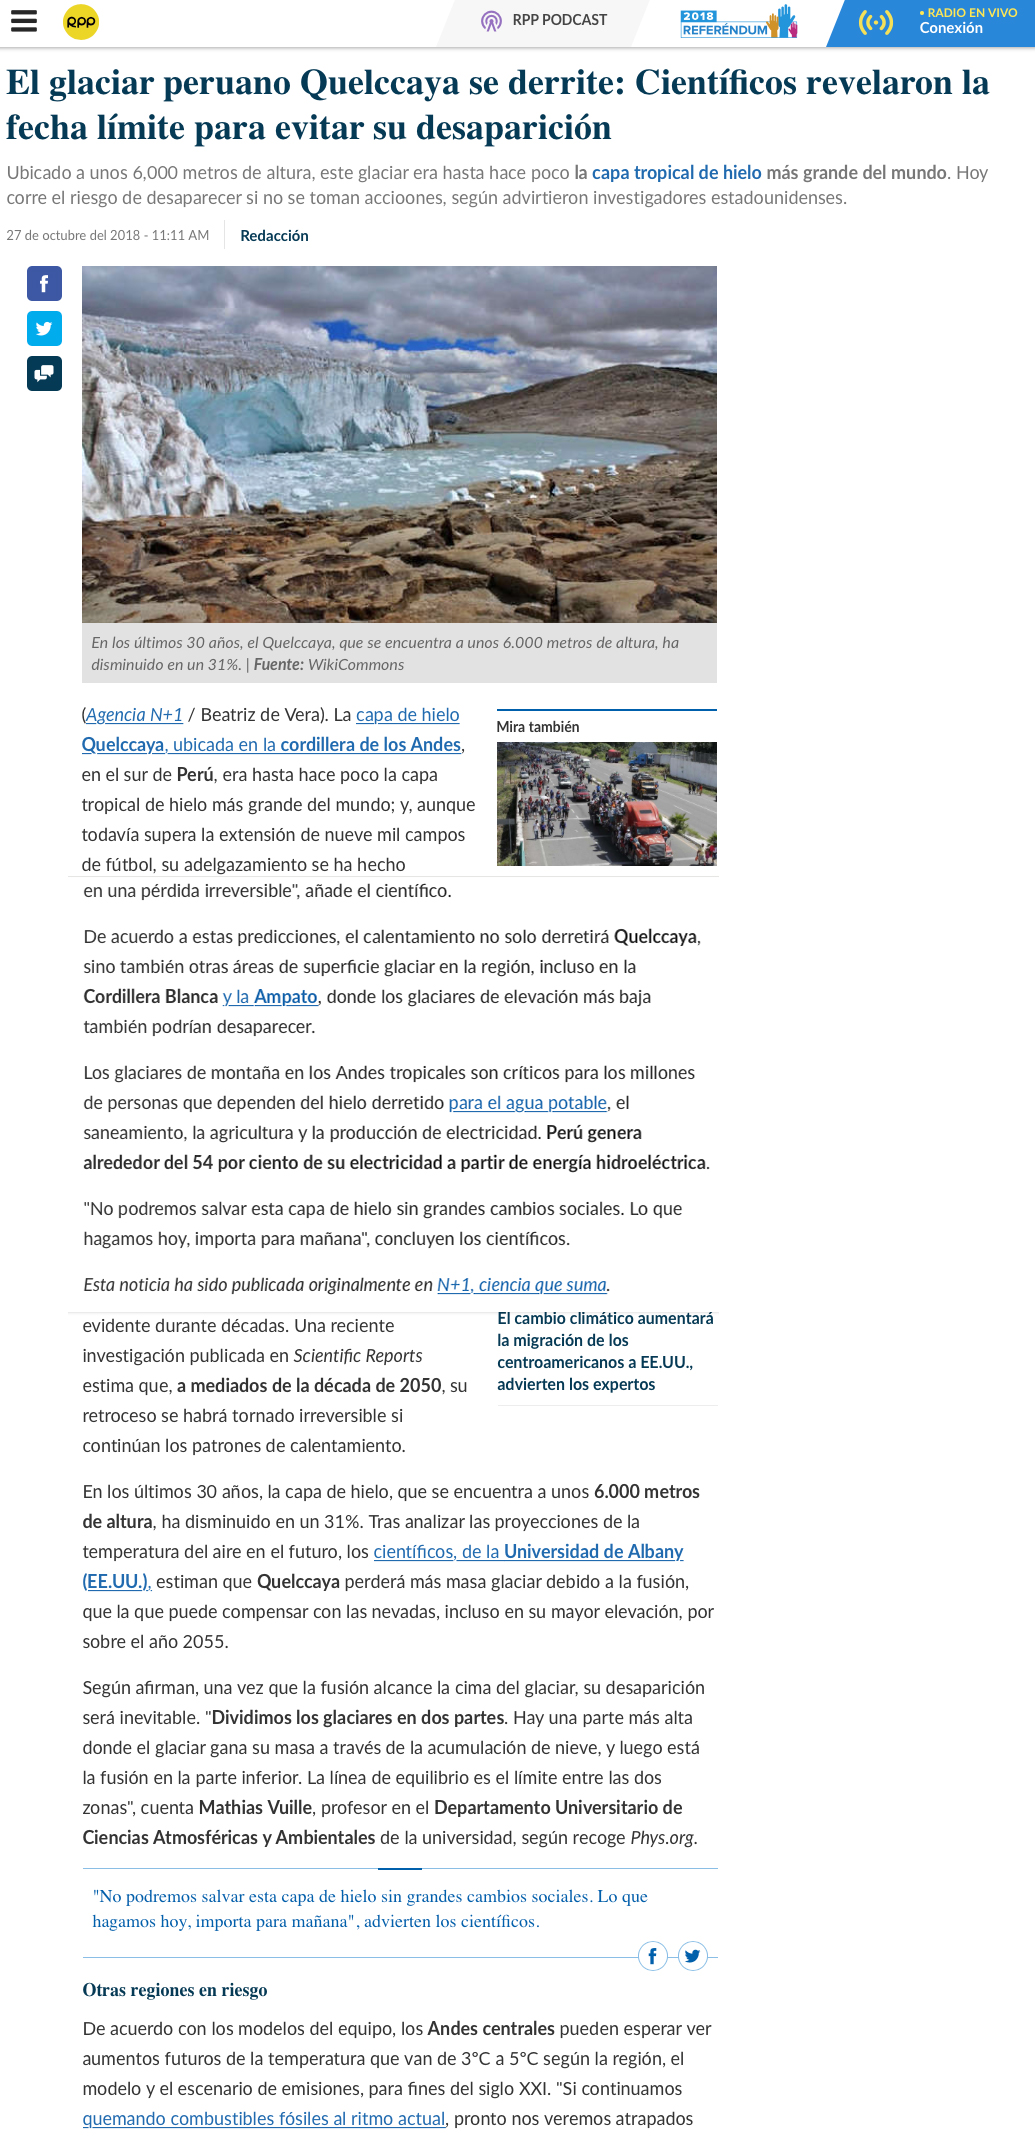 RPP
RPP PODCAST
2018
REFERÉNDUM
• RADIO EN VIVO
Conexión
El glaciar peruano Quelccaya se derrite: Científicos revelaron la
fecha límite para evitar su desaparición
Ubicado a unos 6,000 metros de altura, este glaciar era hasta hace poco la capa tropical de hielo más grande del mundo. Hoy
corre el riesgo de desaparecer si no se toman accioones, según advirtieron investigadores estadounidenses.
27 de octubre del 2018 - 11:11 AM
Redacción
En los últimos 30 años, el Quelccaya, que se encuentra a unos 6.000 metros de altura, ha
disminuido en un 31%. | Fuente: WikiCommons
(Agencia N+1 / Beatriz de Vera). La capa de hielo
Quelccaya, ubicada en la cordillera de los Andes,
en el sur de Perú, era hasta hace poco la capa
tropical de hielo más grande del mundo; y, aunque
todavía supera la extensión de nueve mil campos
de fútbol, su adelgazamiento se ha hecho
Mira también
en una pérdida irreversible", añade el científico.
De acuerdo a estas predicciones, el calentamiento no solo derretirá Quelccaya,
sino también otras áreas de superficie glaciar en la región, incluso en la
Cordillera Blanca y la Ampato, donde los glaciares de elevación más baja
también podrían desaparecer.
Los glaciares de montaña en los Andes tropicales son críticos para los millones
de personas que dependen del hielo derretido para el agua potable, el
saneamiento, la agricultura y la producción de electricidad. Perú genera
alrededor del 54 por ciento de su electricidad a partir de energía hidroeléctrica.
"No podremos salvar esta capa de hielo sin grandes cambios sociales. Lo que
hagamos hoy, importa para mañana", concluyen los científicos.
Esta noticia ha sido publicada originalmente en N+1, ciencia que suma.
evidente durante décadas. Una reciente
investigación publicada en Scientific Reports
estima que, a mediados de la década de 2050, su
retroceso se habrá tornado irreversible si
continúan los patrones de calentamiento.
El cambio climático aumentará
la migración de los
centroamericanos a EE.UU.,
advierten los expertos
En los últimos 30 años, la capa de hielo, que se encuentra a unos 6.000 metros
de altura, ha disminuido en un 31%. Tras analizar las proyecciones de la
temperatura del aire en el futuro, los científicos, de la Universidad de Albany
(EE.UU.), estiman que Quelccaya perderá más masa glaciar debido a la fusión,
que la que puede compensar con las nevadas, incluso en su mayor elevación, por
sobre el año 2055.
Según afirman, una vez que la fusión alcance la cima del glaciar, su desaparición
será inevitable. "Dividimos los glaciares en dos partes. Hay una parte más alta
donde el glaciar gana su masa a través de la acumulación de nieve, y luego está
la fusión en la parte inferior. La línea de equilibrio es el límite entre las dos
zonas", cuenta Mathias Vuille, profesor en el Departamento Universitario de
Ciencias Atmosféricas y Ambientales de la universidad, según recoge Phys.org.
"No podremos salvar esta capa de hielo sin grandes cambios sociales. Lo que
hagamos hoy, importa para mañana", advierten los científicos.
Otras regiones en riesgo
De acuerdo con los modelos del equipo, los Andes centrales pueden esperar ver
aumentos futuros de la temperatura que van de 3°C a 5°C según la región, el
modelo y el escenario de emisiones, para fines del siglo XXI. "Si continuamos
quemando combustibles fósiles al ritmo actual, pronto nos veremos atrapados